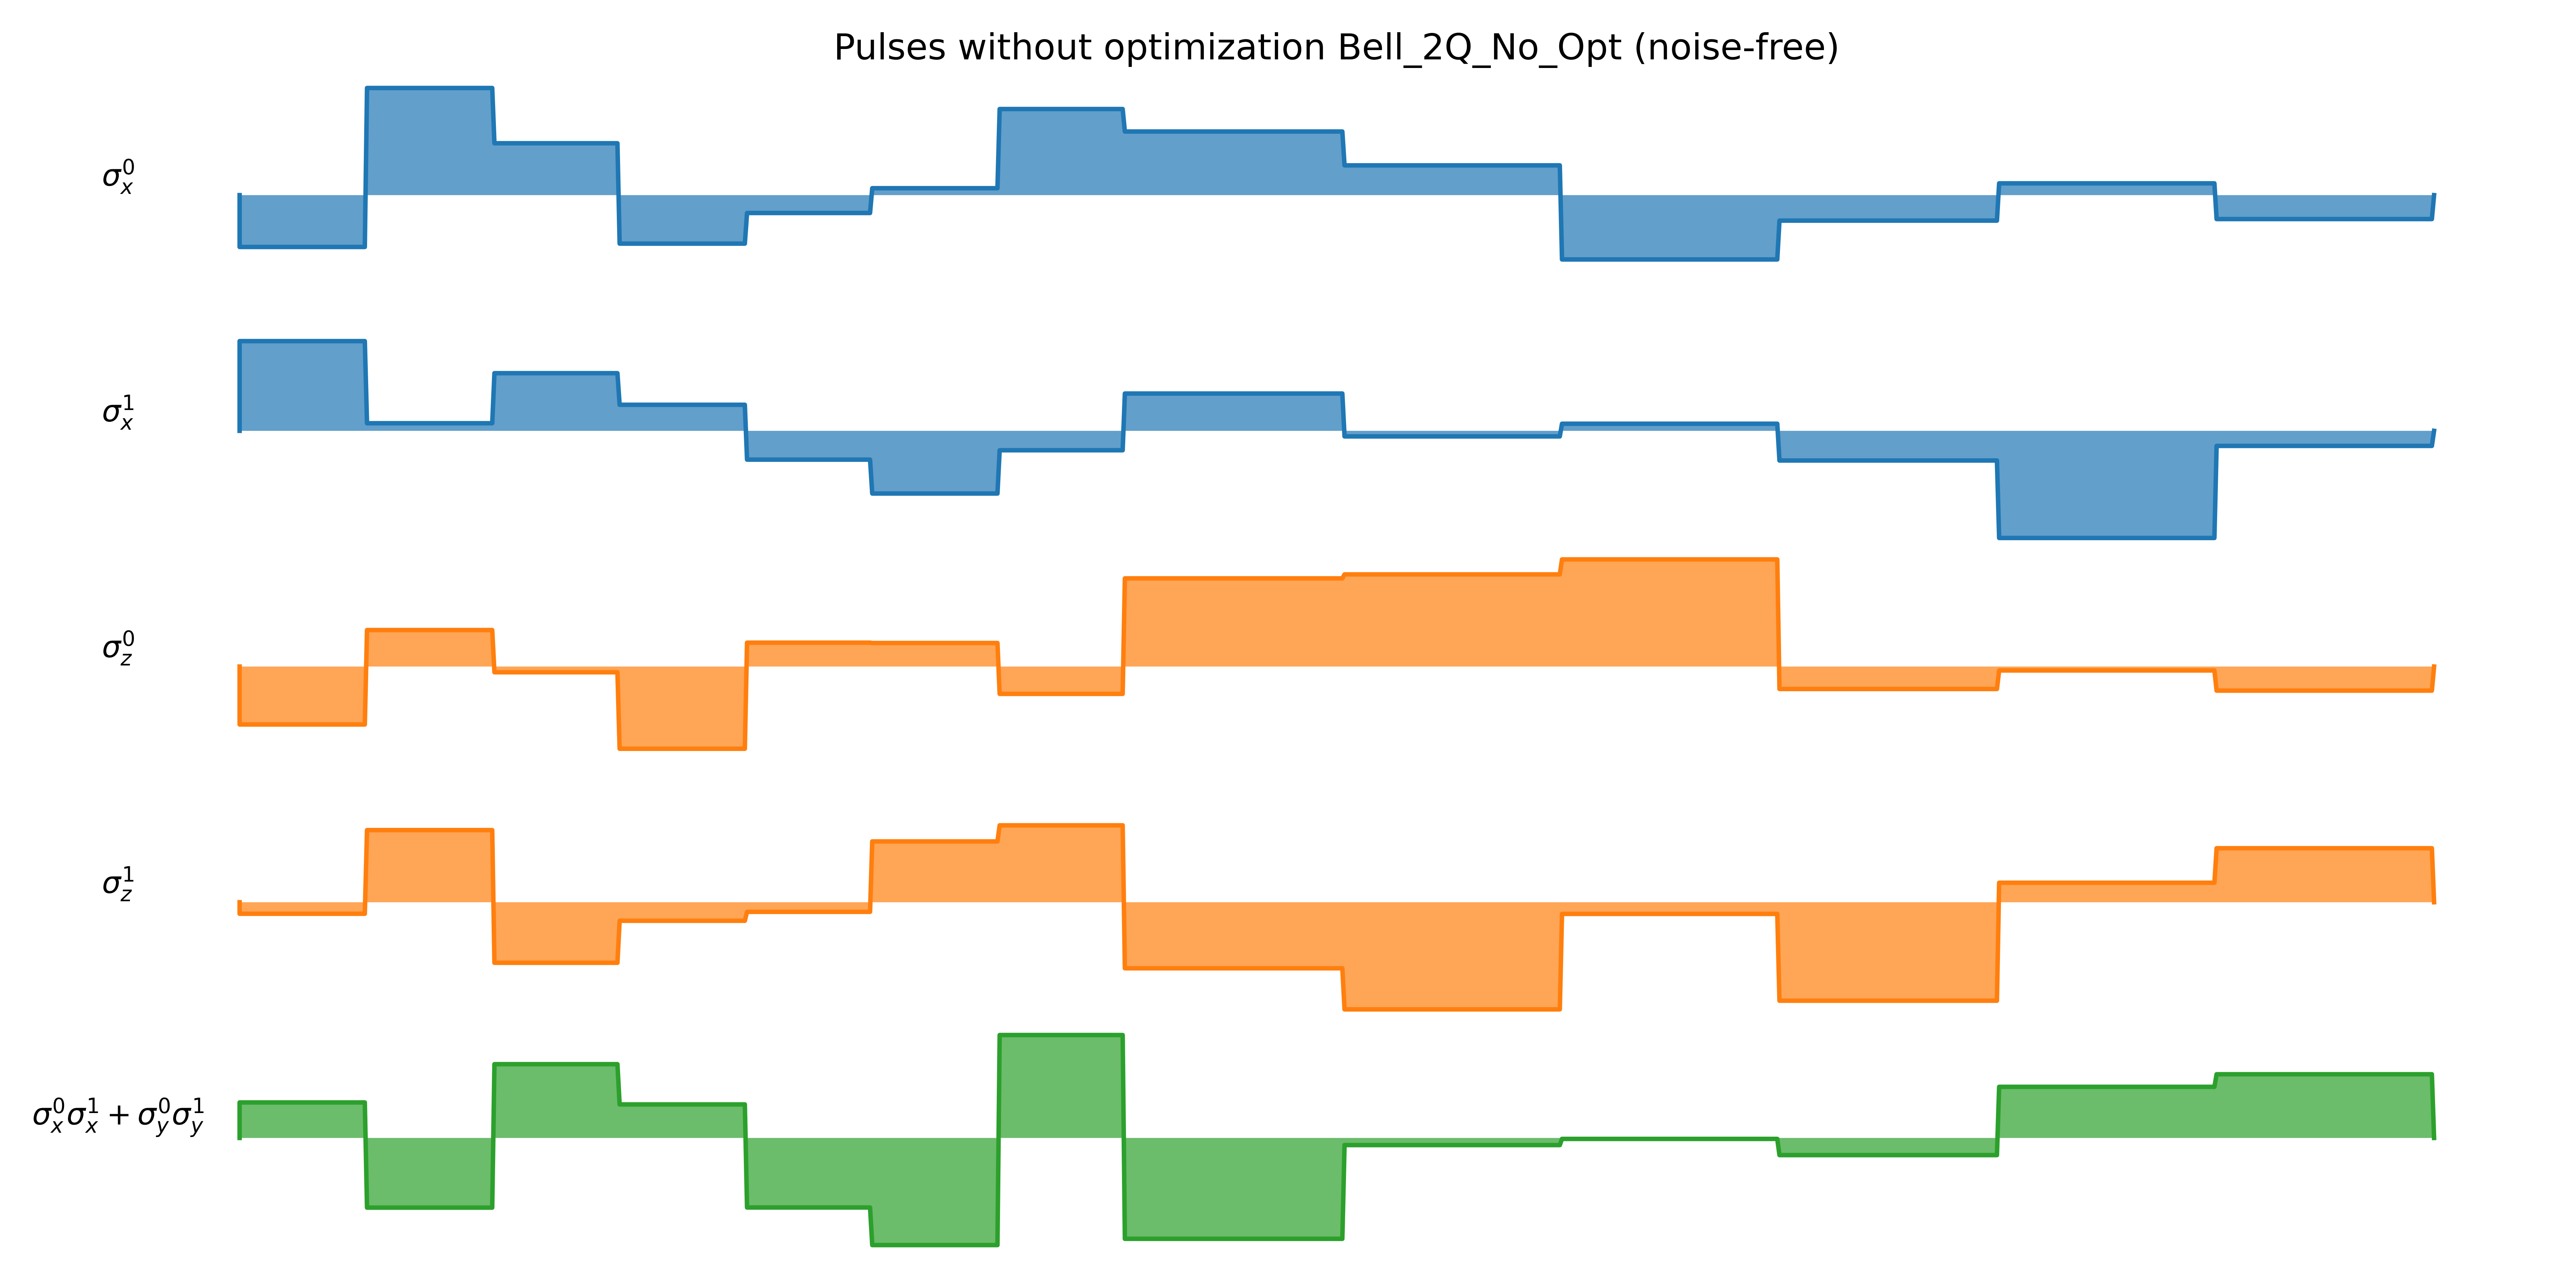 Pulses without optimization Bell_2Q_No_Opt (noise-free)
σ_x^0
σ_x^1
σ_z^0
σ_z^1
σ_x^0σ_x^1 + σ_y^0σ_y^1